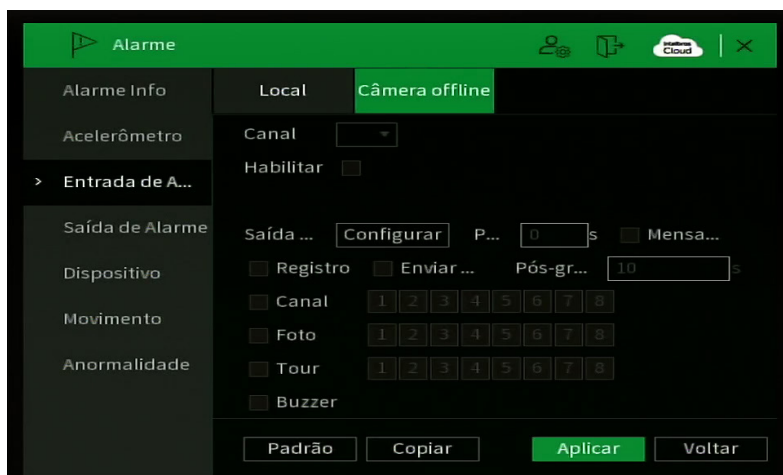 Alarme
intelbras
Cloud
Alarme Info
Acelerômetro
Entrada de A...
Saída de Alarme
Dispositivo
Movimento
Anormalidade
Local Câmera offline
Canal
Habilitar
Saída ... Configurar P... 0 s Mensa...
Registro Enviar ... Pós-gr... 10 s
Canal 1 2 3 4 5 6 7 8
Foto 1 2 3 4 5 6 7 8
Tour 1 2 3 4 5 6 7 8
Buzzer
Padrão Copiar Aplicar Voltar